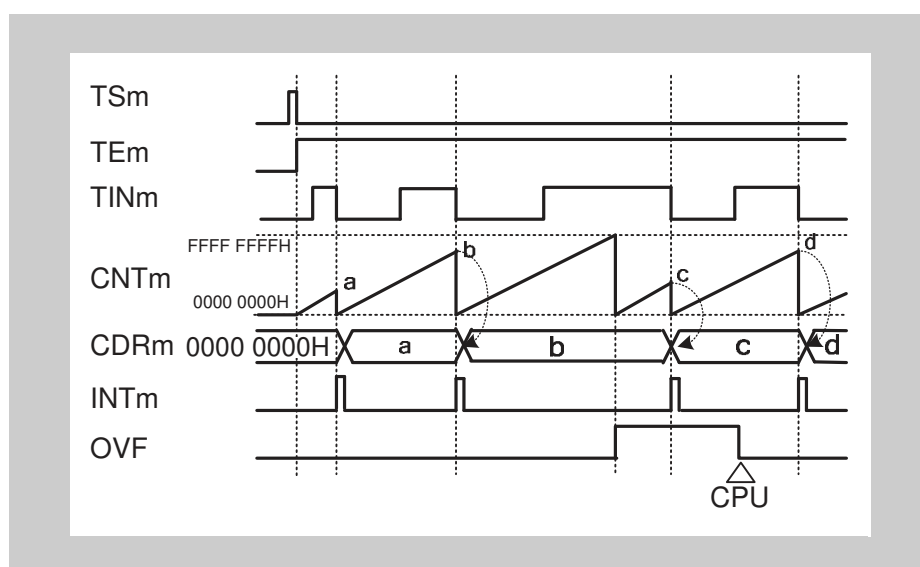 TSm
TEm
TINm
FFFF FFFFH
CNTm
0000 0000H
a
b
c
d
CDRm 0000 0000H a b c d
INTm
OVF
CPU